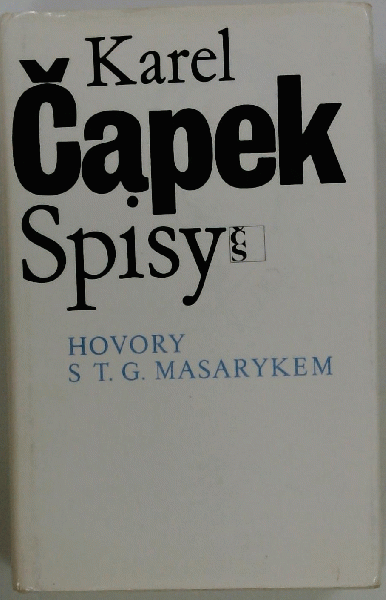 Karel
Čapek
Spisy
čs
HOVORY
S T. G. MASARYKEM